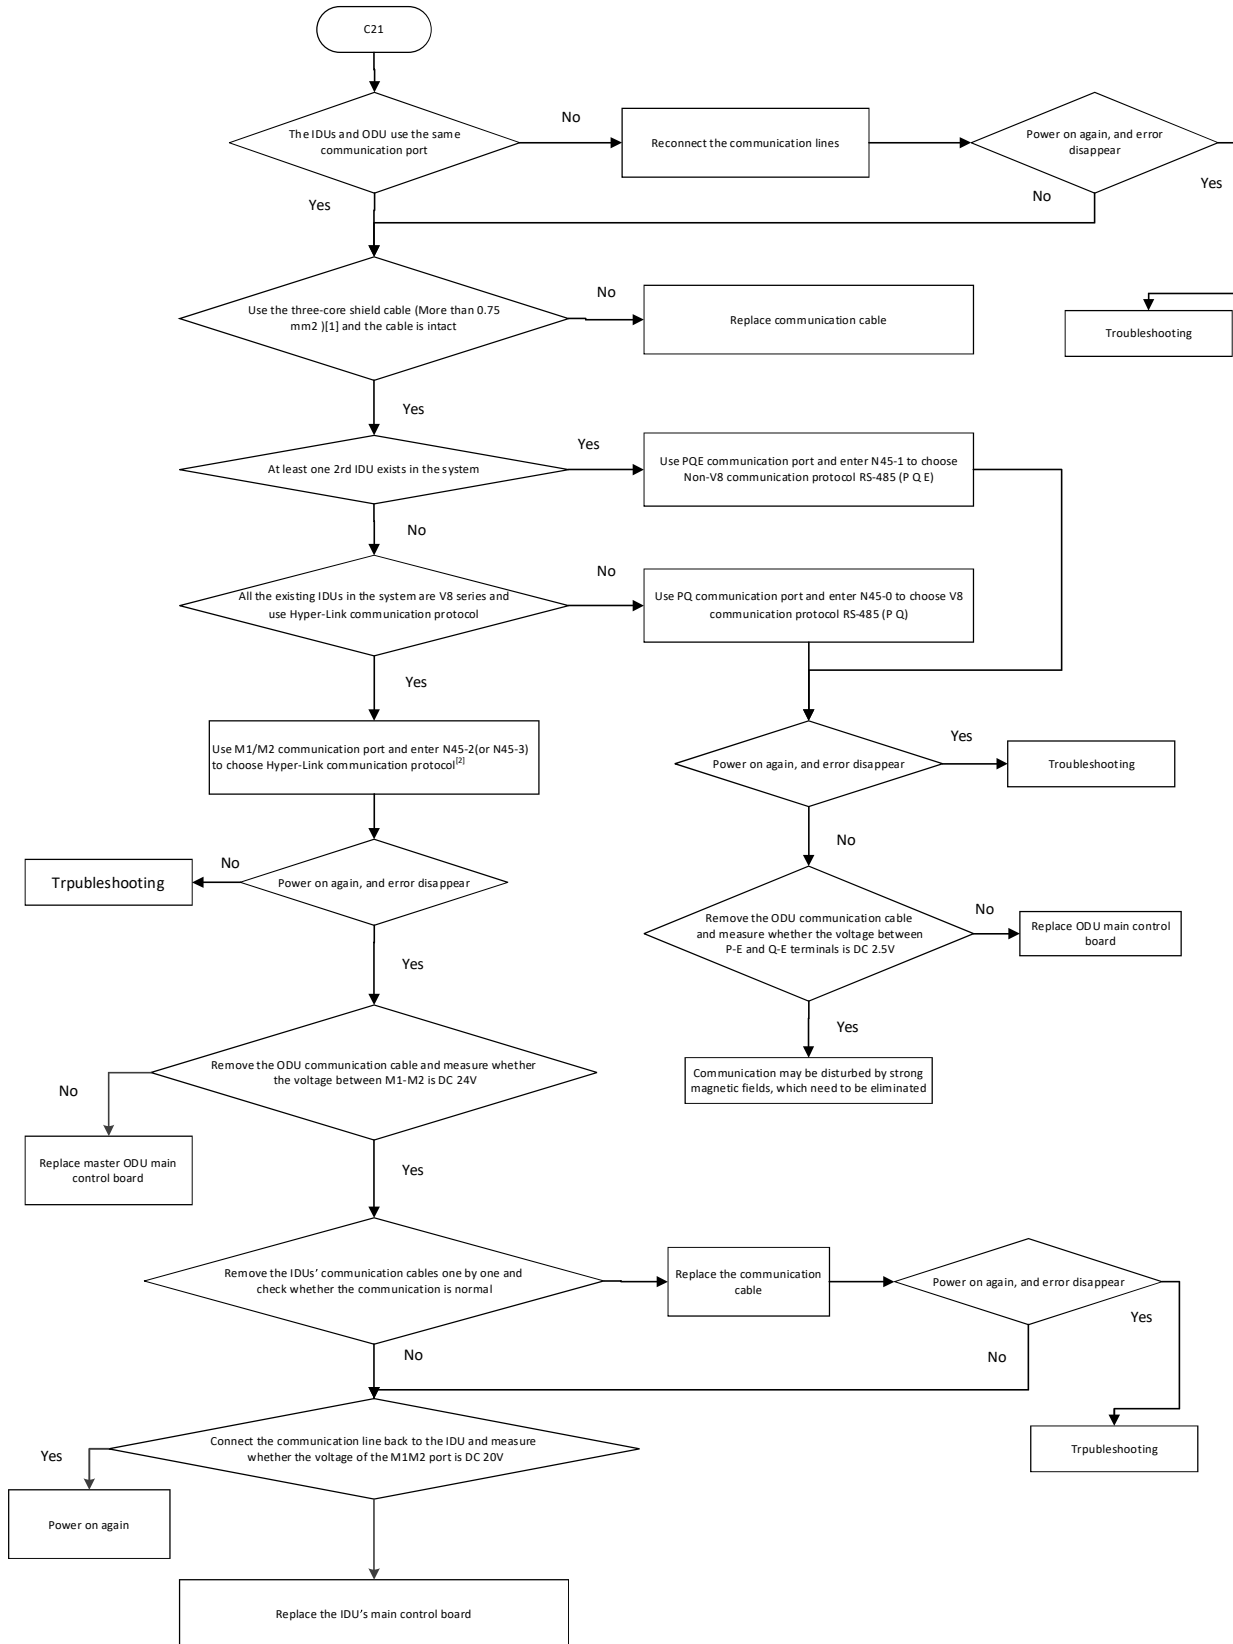 C21
The IDUs and ODU use the same
communication port
No
Reconnect the communication lines
Power on again, and error
disappear
Yes
No
Yes
Use the three-core shield cable (More than 0.75
mm2 )[1] and the cable is intact
No
Replace communication cable
Troubleshooting
Yes
At least one 2rd IDU exists in the system
Yes
Use PQE communication port and enter N45-1 to choose
Non-V8 communication protocol RS-485 (P Q E)
No
All the existing IDUs in the system are V8 series and
use Hyper-Link communication protocol
No
Use PQ communication port and enter N45-0 to choose V8
communication protocol RS-485 (P Q)
Yes
Use M1/M2 communication port and enter N45-2(or N45-3)
to choose Hyper-Link communication protocol[2]
Power on again, and error disappear
Yes
Troubleshooting
No
Trpubleshooting
No
Power on again, and error disappear
Remove the ODU communication cable
and measure whether the voltage between
P-E and Q-E terminals is DC 2.5V
No
Replace ODU main control
board
Yes
Yes
Communication may be disturbed by strong
magnetic fields, which need to be eliminated
Remove the ODU communication cable and measure whether
the voltage between M1-M2 is DC 24V
No
Replace master ODU main
control board
Yes
Remove the IDUs’ communication cables one by one and
check whether the communication is normal
Replace the communication
cable
Power on again, and error disappear
Yes
No
No
Connect the communication line back to the IDU and measure
whether the voltage of the M1M2 port is DC 20V
Yes
Trpubleshooting
Power on again
Replace the IDU’s main control board